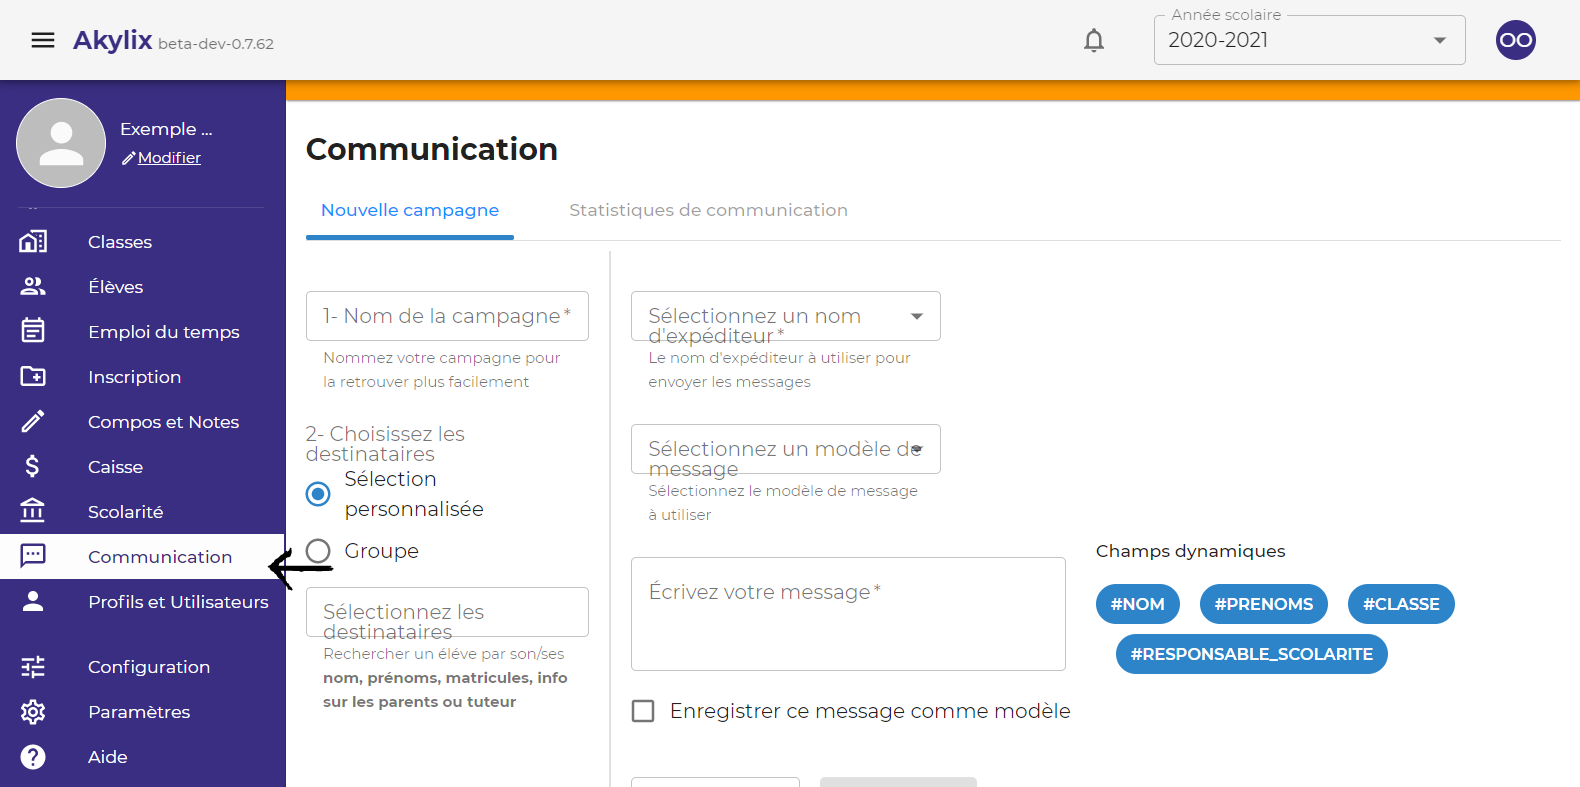 Akylix beta-dev-0.7.62
Année scolaire
2020-2021
OO
Exemple ...
Modifier
Classes
Élèves
Emploi du temps
Inscription
Compos et Notes
Caisse
Scolarité
Communication
Profils et Utilisateurs
Configuration
Paramètres
Aide
Communication
Nouvelle campagne
Statistiques de communication
1- Nom de la campagne *
Nommez votre campagne pour
la retrouver plus facilement
2- Choisissez les
destinataires
Sélection
personnalisée
Groupe
Sélectionnez les
destinataires
Rechercher un éléve par son/ses
nom, prénoms, matricules, info
sur les parents ou tuteur
Sélectionnez un nom
d'expéditeur *
Le nom d'expéditeur à utiliser pour
envoyer les messages
Sélectionnez un modèle de
message
Sélectionnez le modèle de message
à utiliser
Écrivez votre message *
Enregistrer ce message comme modèle
Champs dynamiques
#NOM
#PRENOMS
#CLASSE
#RESPONSABLE_SCOLARITE